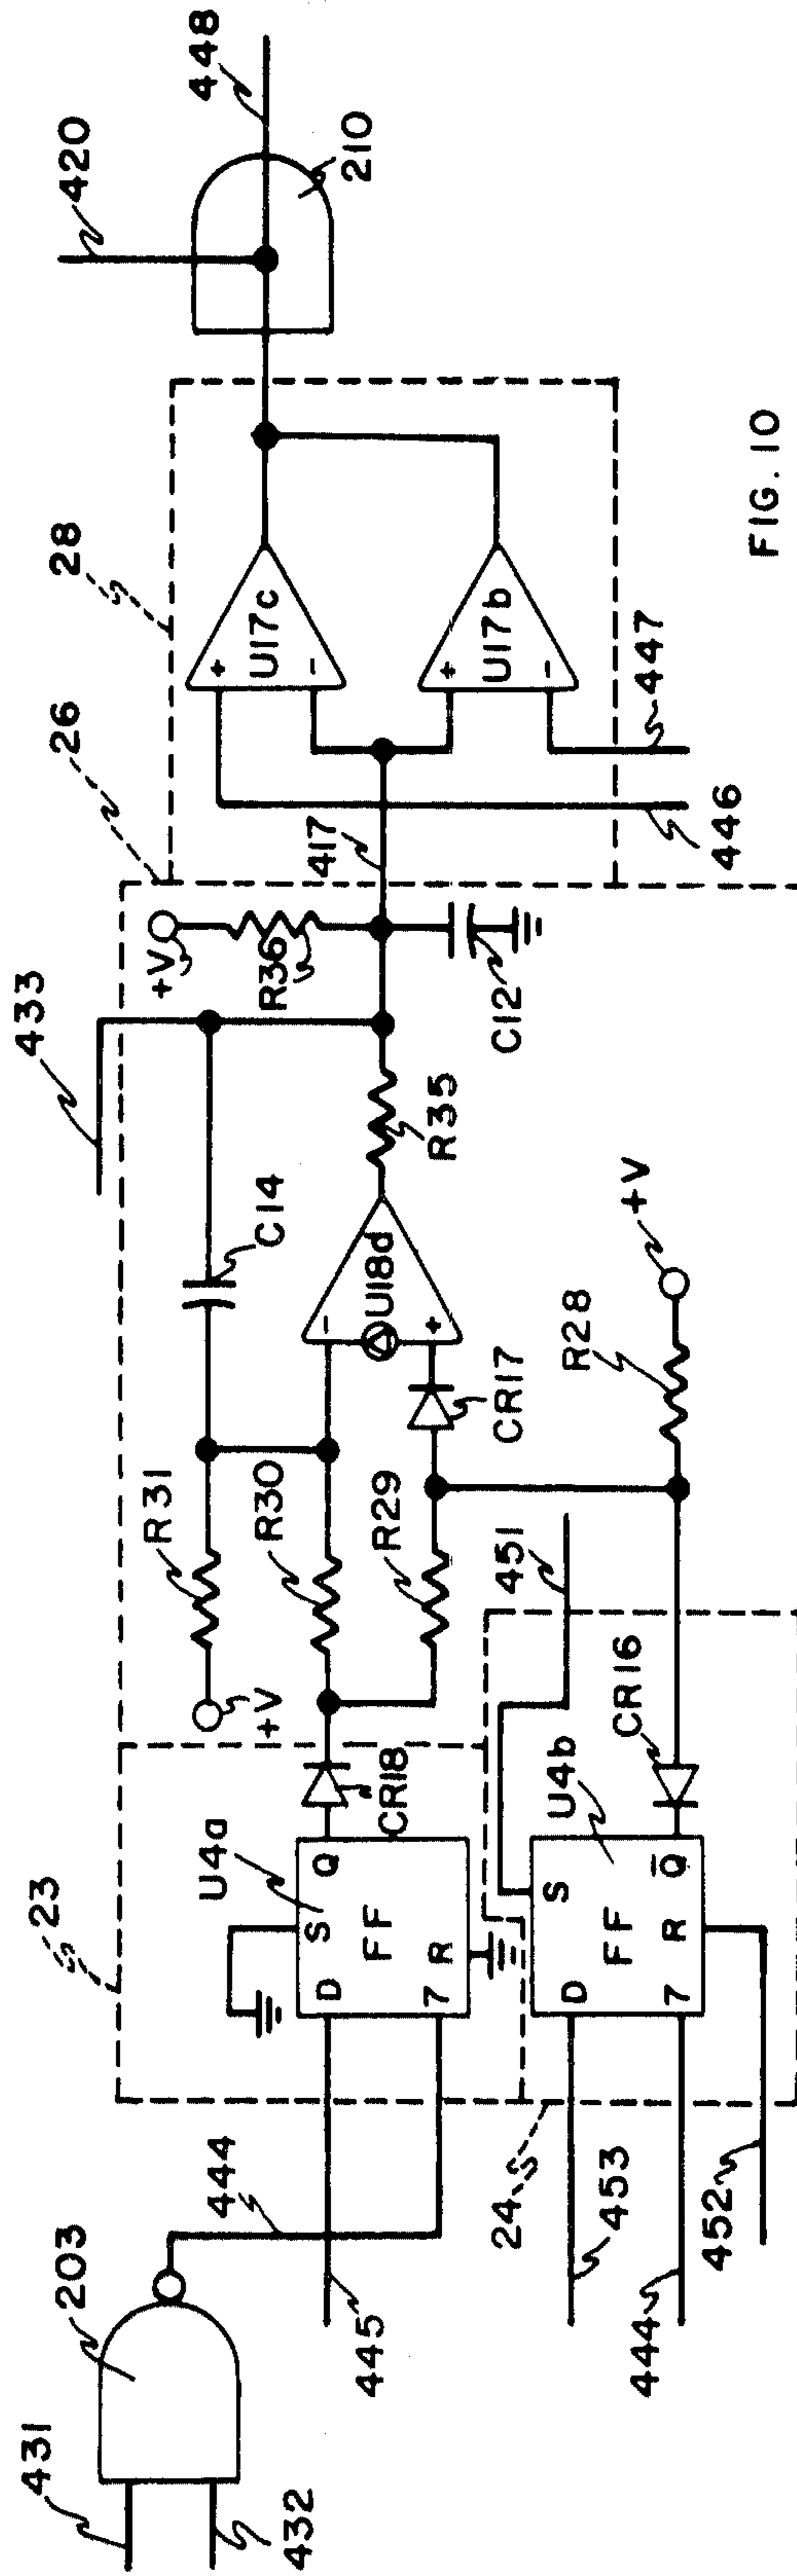 431
432
203
444
445
23
U4a
D
S
Q
FF
7
R
CR18
+V
R31
R30
R29
C14
433
-
U18d
+
CR17
R35
26
+V
R36
C12
417
28
+
U17c
-
+
U17b
-
446
447
420
448
210
24
453
444
452
D
S
U4b
FF
7
R
Q̅
CR16
451
R28
+V
FIG. 10